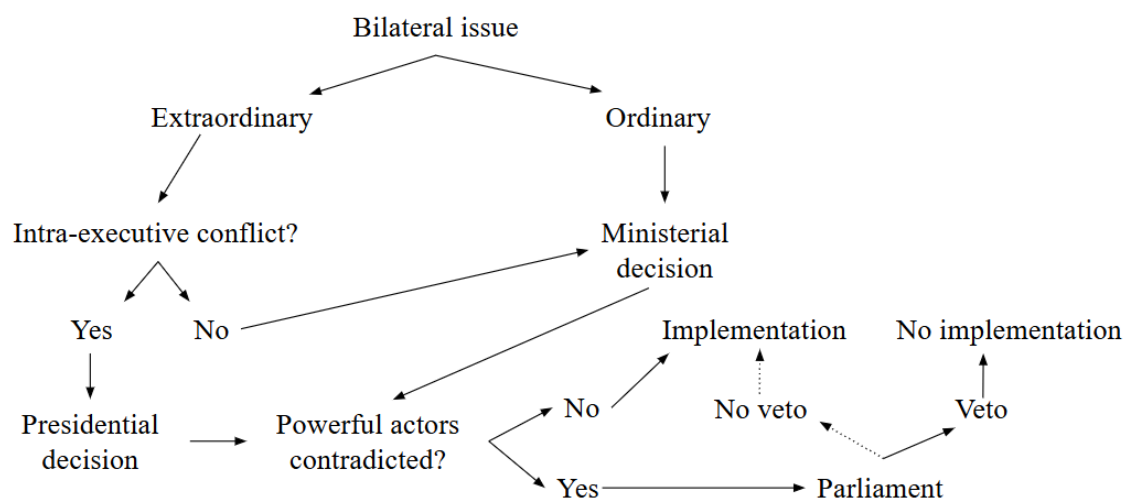 Bilateral issue
Extraordinary
Ordinary
Intra-executive conflict?
Ministerial
decision
Yes
No
Implementation
No implementation
Presidential
decision
Powerful actors
contradicted?
No
No veto
Veto
Yes
Parliament